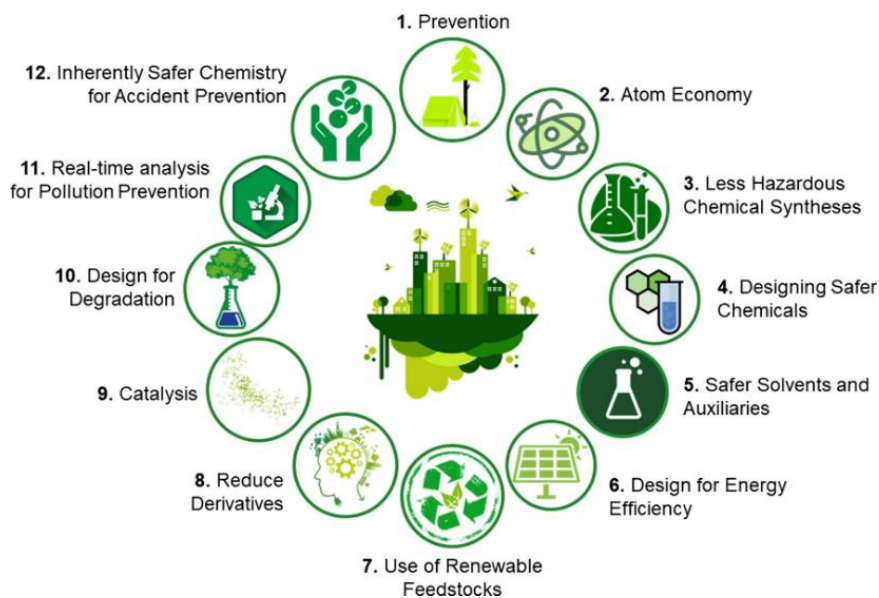 1. Prevention
2. Atom Economy
3. Less Hazardous
Chemical Syntheses
4. Designing Safer
Chemicals
5. Safer Solvents and
Auxiliaries
6. Design for Energy
Efficiency
7. Use of Renewable
Feedstocks
8. Reduce
Derivatives
9. Catalysis
10. Design for
Degradation
11. Real-time analysis
for Pollution Prevention
12. Inherently Safer Chemistry
for Accident Prevention